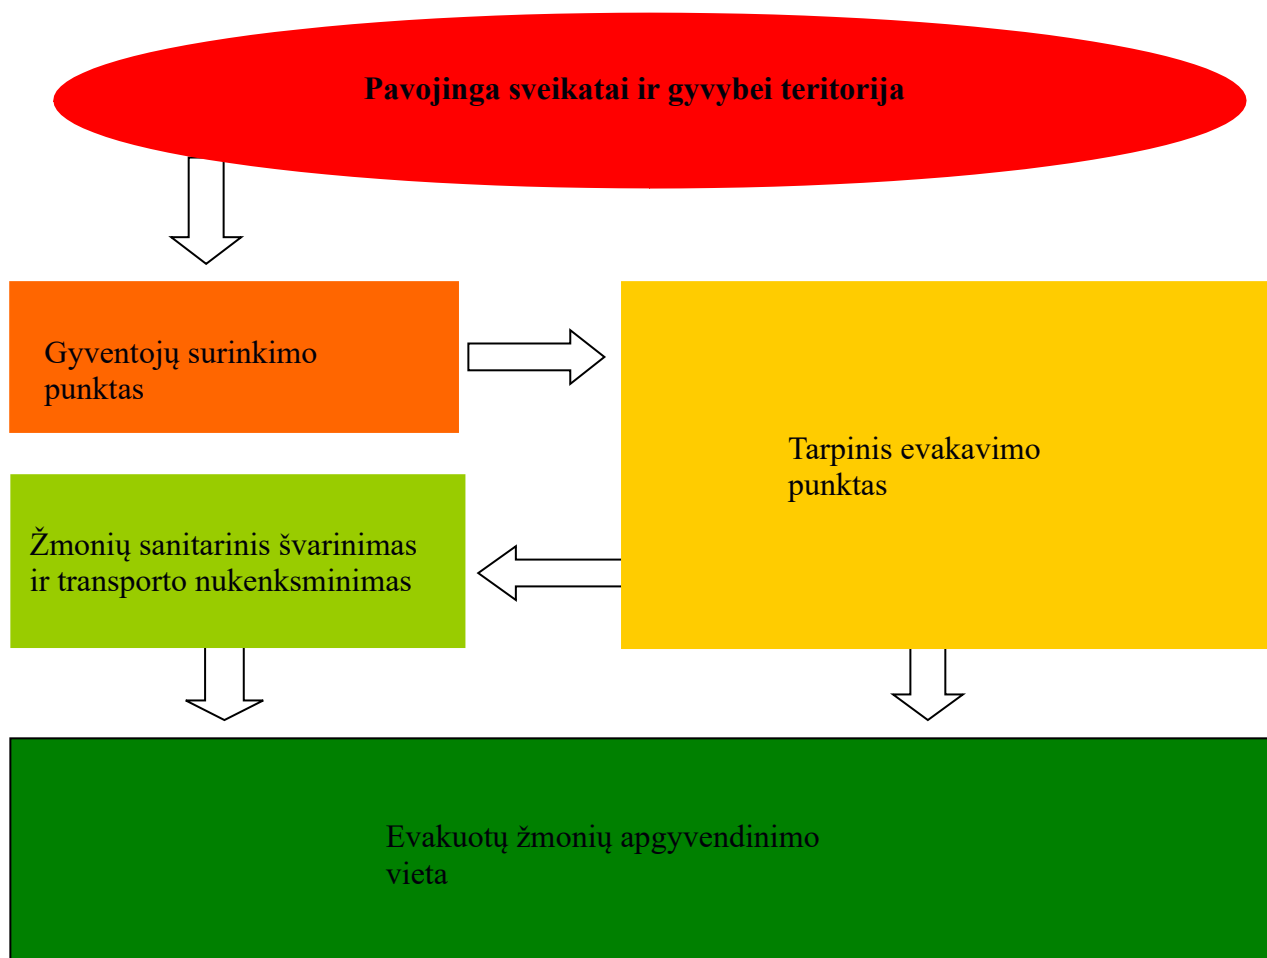 Pavojinga sveikatai ir gyvybei teritorija
Gyventojų surinkimo
punktas
Tarpinis evakavimo
punktas
Žmonių sanitarinis švarinimas
ir transporto nukenksminimas
Evakuotų žmonių apgyvendinimo
vieta